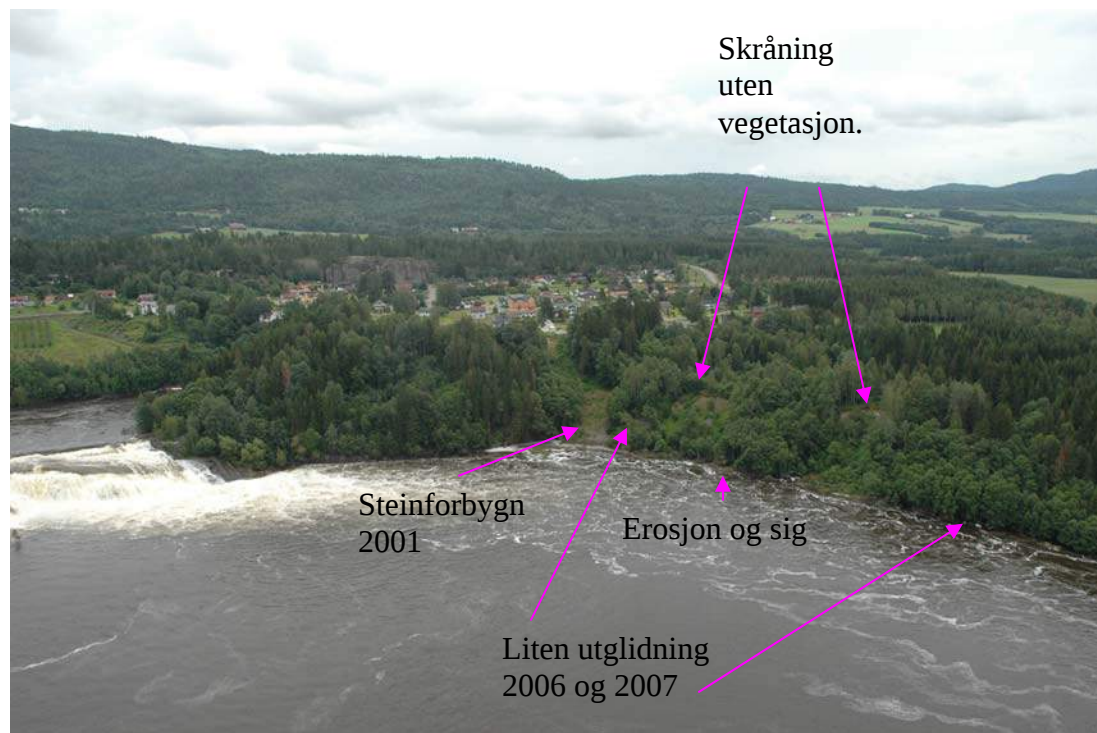 Skråning
uten
vegetasjon.
Steinforbygn
2001
Erosjon og sig
Liten utglidning
2006 og 2007